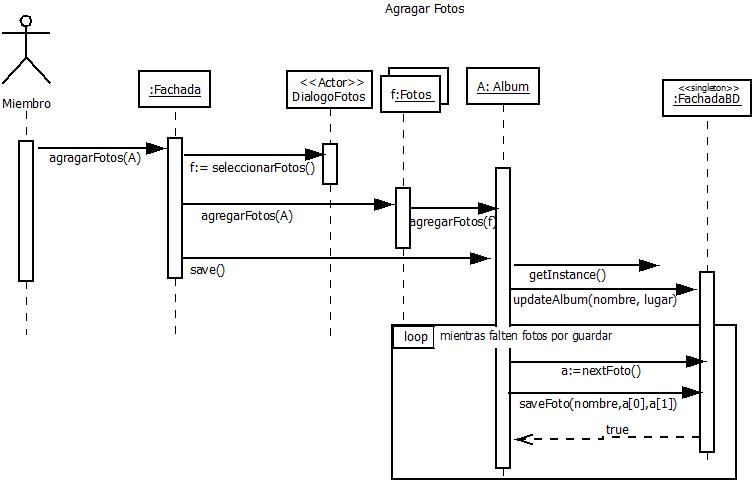 Agragar Fotos
Miembro
:Fachada
<<Actor>>
DialogoFotos
f:Fotos
A: Album
<<singleton>>
:FachadaBD
agragarFotos(A)
f:= seleccionarFotos()
agregarFotos(A)
agregarFotos(f)
save()
getInstance()
updateAlbum(nombre, lugar)
loop
mientras falten fotos por guardar
a:=nextFoto()
saveFoto(nombre,a[0],a[1])
true